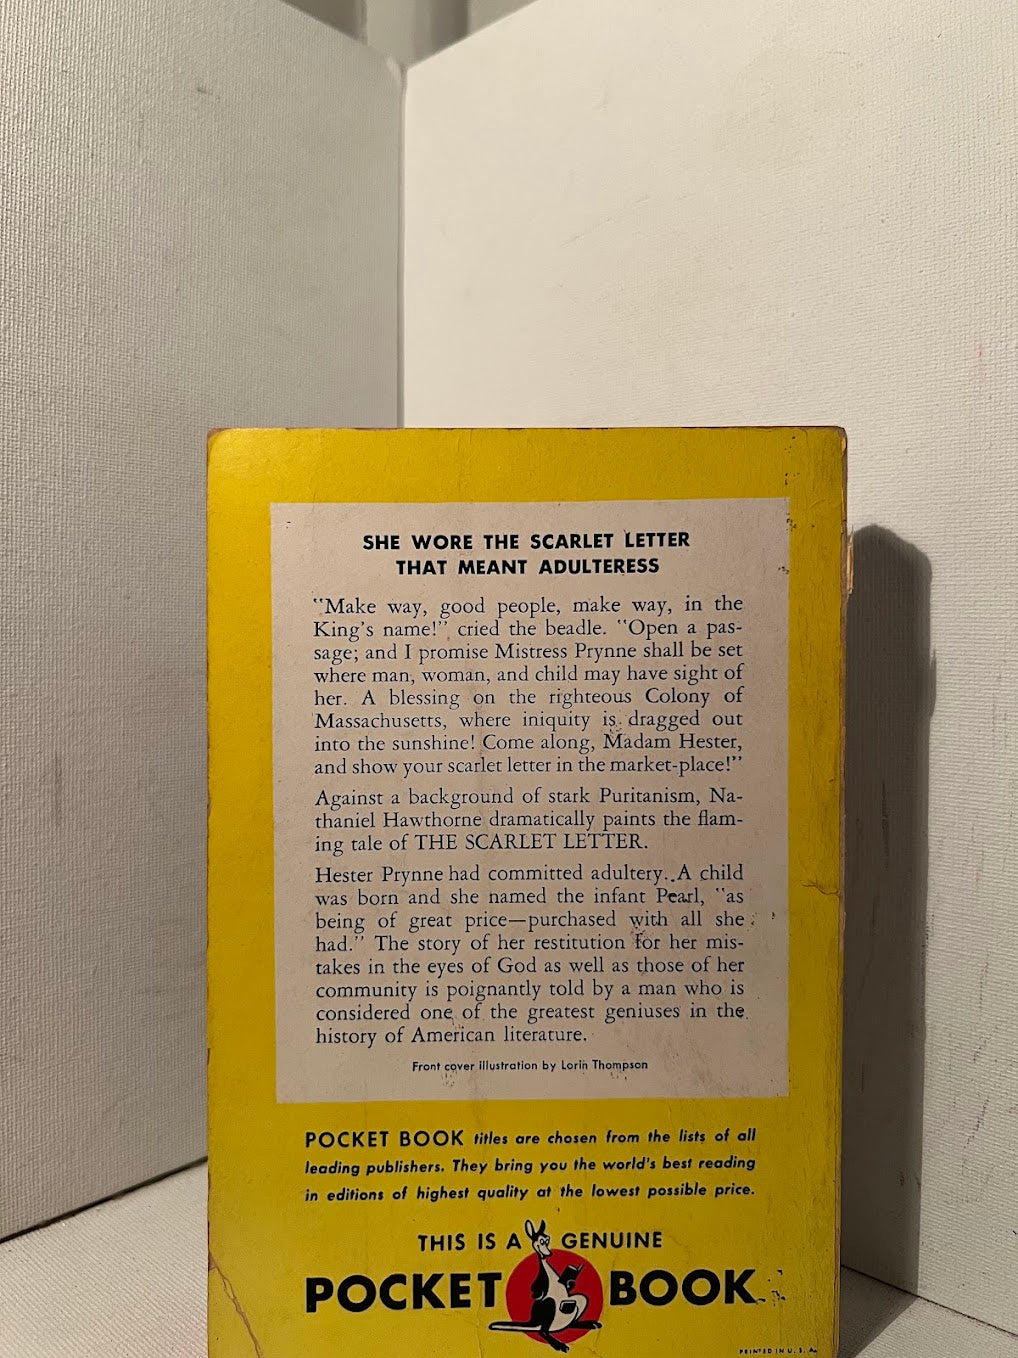 SHE WORE THE SCARLET LETTER
THAT MEANT ADULTERESS
"Make way, good people, make way, in the
King's name!" cried the beadle. "Open a pas-
sage; and I promise Mistress Prynne shall be set
where man, woman, and child may have sight of
her. A blessing on the righteous Colony of
Massachusetts, where iniquity is dragged out
into the sunshine! Come along, Madam Hester,
and show your scarlet letter in the market-place!"
Against a background of stark Puritanism, Na-
thaniel Hawthorne dramatically paints the flam-
ing tale of THE SCARLET LETTER.
Hester Prynne had committed adultery. A child
was born and she named the infant Pearl, "as
being of great price—purchased with all she
had." The story of her restitution for her mis-
takes in the eyes of God as well as those of her
community is poignantly told by a man who is
considered one of the greatest geniuses in the
history of American literature.
Front cover illustration by Lorin Thompson
POCKET BOOK titles are chosen from the lists of all
leading publishers. They bring you the world's best reading
in editions of highest quality at the lowest possible price.
THIS IS A GENUINE
POCKET BOOK
PRINTED IN U. S. A.